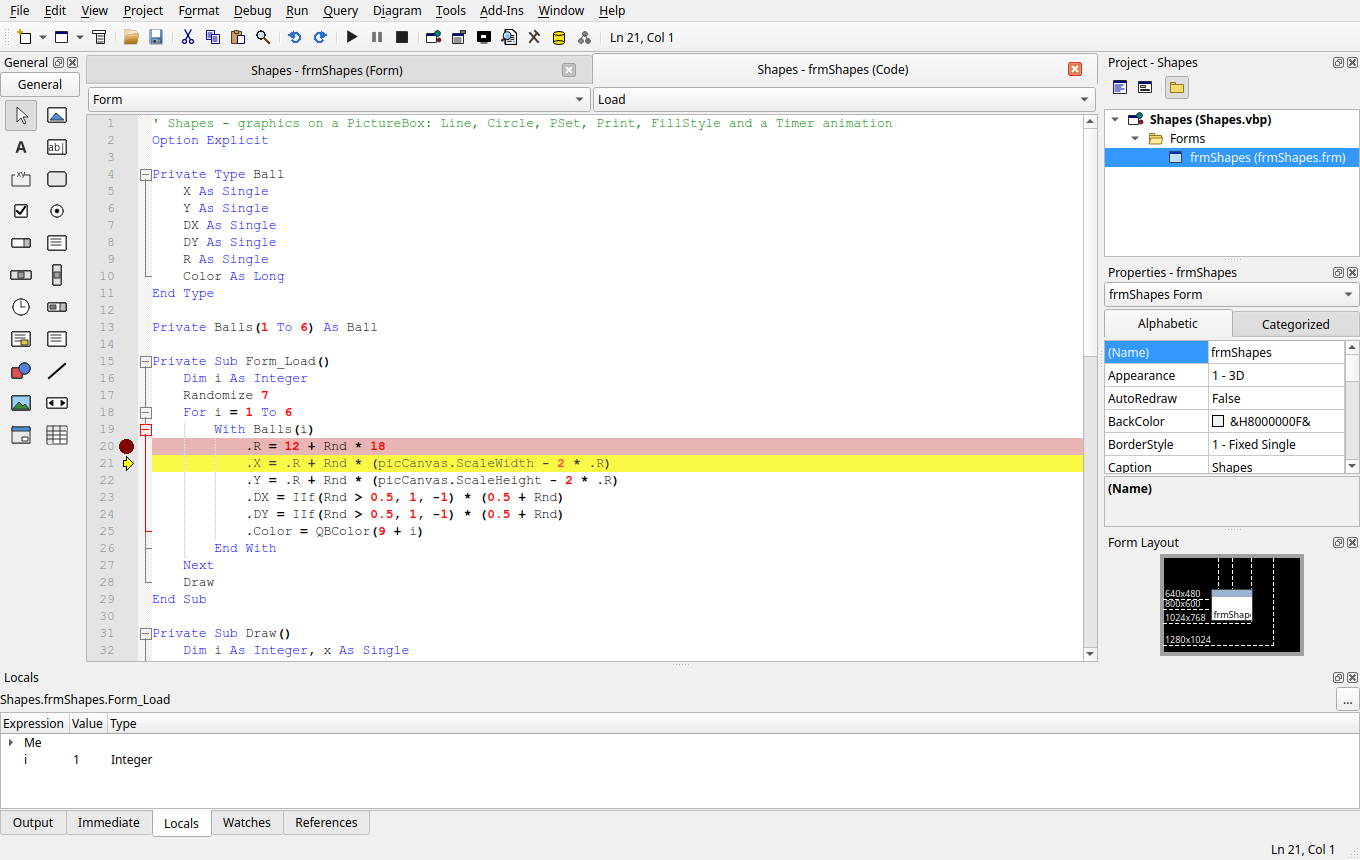 File Edit View Project Format Debug Run Query Diagram Tools Add-Ins Window Help
Ln 21, Col 1
General
General
A
ab|
xy
Shapes - frmShapes (Form)
Shapes - frmShapes (Code)
Form
Load
1 ' Shapes - graphics on a PictureBox: Line, Circle, PSet, Print, FillStyle and a Timer animation
2 Option Explicit
3
4 Private Type Ball
5 X As Single
6 Y As Single
7 DX As Single
8 DY As Single
9 R As Single
10 Color As Long
11 End Type
12
13 Private Balls(1 To 6) As Ball
14
15 Private Sub Form_Load()
16 Dim i As Integer
17 Randomize 7
18 For i = 1 To 6
19 With Balls(i)
20 .R = 12 + Rnd * 18
21 .X = .R + Rnd * (picCanvas.ScaleWidth - 2 * .R)
22 .Y = .R + Rnd * (picCanvas.ScaleHeight - 2 * .R)
23 .DX = IIf(Rnd > 0.5, 1, -1) * (0.5 + Rnd)
24 .DY = IIf(Rnd > 0.5, 1, -1) * (0.5 + Rnd)
25 .Color = QBColor(9 + i)
26 End With
27 Next
28 Draw
29 End Sub
30
31 Private Sub Draw()
32 Dim i As Integer, x As Single
Project - Shapes
Shapes (Shapes.vbp)
Forms
frmShapes (frmShapes.frm)
Properties - frmShapes
frmShapes Form
Alphabetic Categorized
(Name) frmShapes
Appearance 1 - 3D
AutoRedraw False
BackColor &H8000000F&
BorderStyle 1 - Fixed Single
Caption Shapes
(Name)
Form Layout
640x480
800x600
1024x768
1280x1024
frmShape
Locals
Shapes.frmShapes.Form_Load
...
Expression Value Type
Me
i 1 Integer
Output Immediate Locals Watches References
Ln 21, Col 1